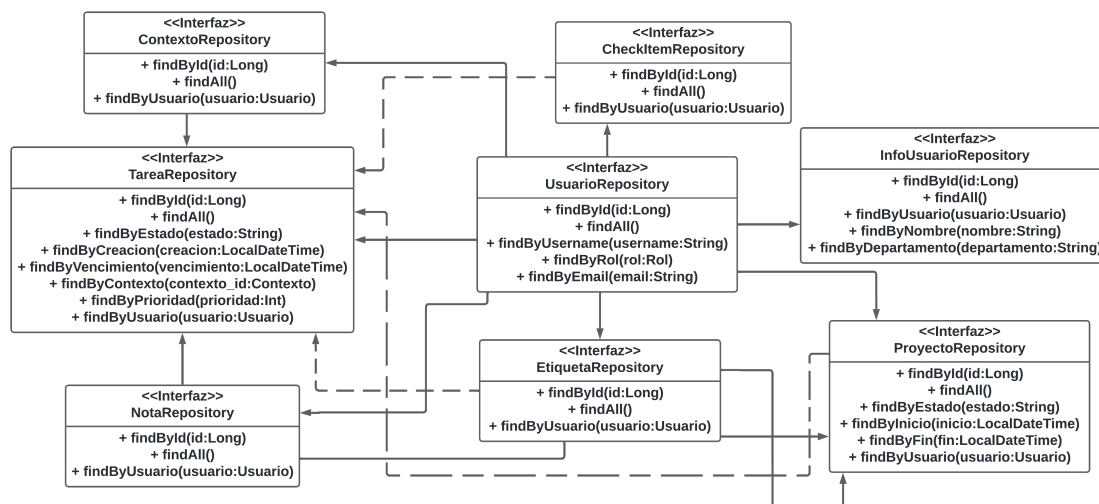 <<Interfaz>>
ContextoRepository
+ findById(id:Long)
+ findAll()
+ findByUsuario(usuario:Usuario)
<<Interfaz>>
CheckItemRepository
+ findById(id:Long)
+ findAll()
+ findByUsuario(usuario:Usuario)
<<Interfaz>>
TareaRepository
+ findById(id:Long)
+ findAll()
+ findByEstado(estado:String)
+ findByCreacion(creacion:LocalDateTime)
+ findByVencimiento(vencimiento:LocalDateTime)
+ findByContexto(contexto_id:Contexto)
+ findByPrioridad(prioridad:Int)
+ findByUsuario(usuario:Usuario)
<<Interfaz>>
UsuarioRepository
+ findById(id:Long)
+ findAll()
+ findByUsername(username:String)
+ findByRol(rol:Rol)
+ findByEmail(email:String)
<<Interfaz>>
InfoUsuarioRepository
+ findById(id:Long)
+ findAll()
+ findByUsuario(usuario:Usuario)
+ findByNombre(nombre:String)
+ findByDepartamento(departamento:String)
<<Interfaz>>
NotaRepository
+ findById(id:Long)
+ findAll()
+ findByUsuario(usuario:Usuario)
<<Interfaz>>
EtiquetaRepository
+ findById(id:Long)
+ findAll()
+ findByUsuario(usuario:Usuario)
<<Interfaz>>
ProyectoRepository
+ findById(id:Long)
+ findAll()
+ findByEstado(estado:String)
+ findByInicio(inicio:LocalDateTime)
+ findByFin(fin:LocalDateTime)
+ findByUsuario(usuario:Usuario)